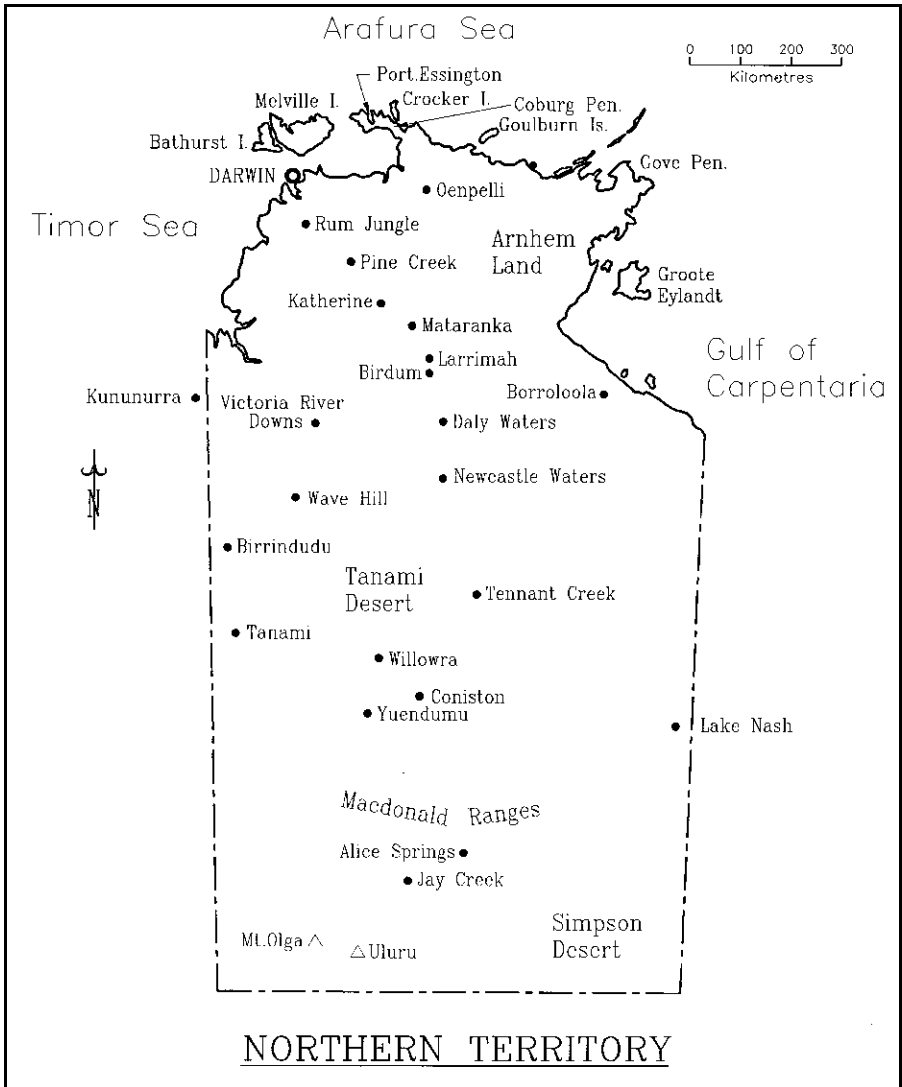 Arafura Sea
0 100 200 300
Kilometres
Port.Essington
Crocker I.
Melville I.
Coburg Pen.
Goulburn Is.
Bathurst I.
Gove Pen.
DARWIN
Oenpelli
Timor Sea
Rum Jungle
Arnhem
Land
Pine Creek
Groote
Eylandt
Katherine
Mataranka
Gulf of
Carpentaria
Larrimah
Birdum
Kununurra
Borroloola
Victoria River
Downs
Daly Waters
N
Newcastle Waters
Wave Hill
Birrindudu
Tanami
Desert
Tennant Creek
Tanami
Willowra
Coniston
Yuendumu
Lake Nash
Macdonald Ranges
Alice Springs
Jay Creek
Simpson
Desert
Mt.Olga
Uluru
NORTHERN TERRITORY